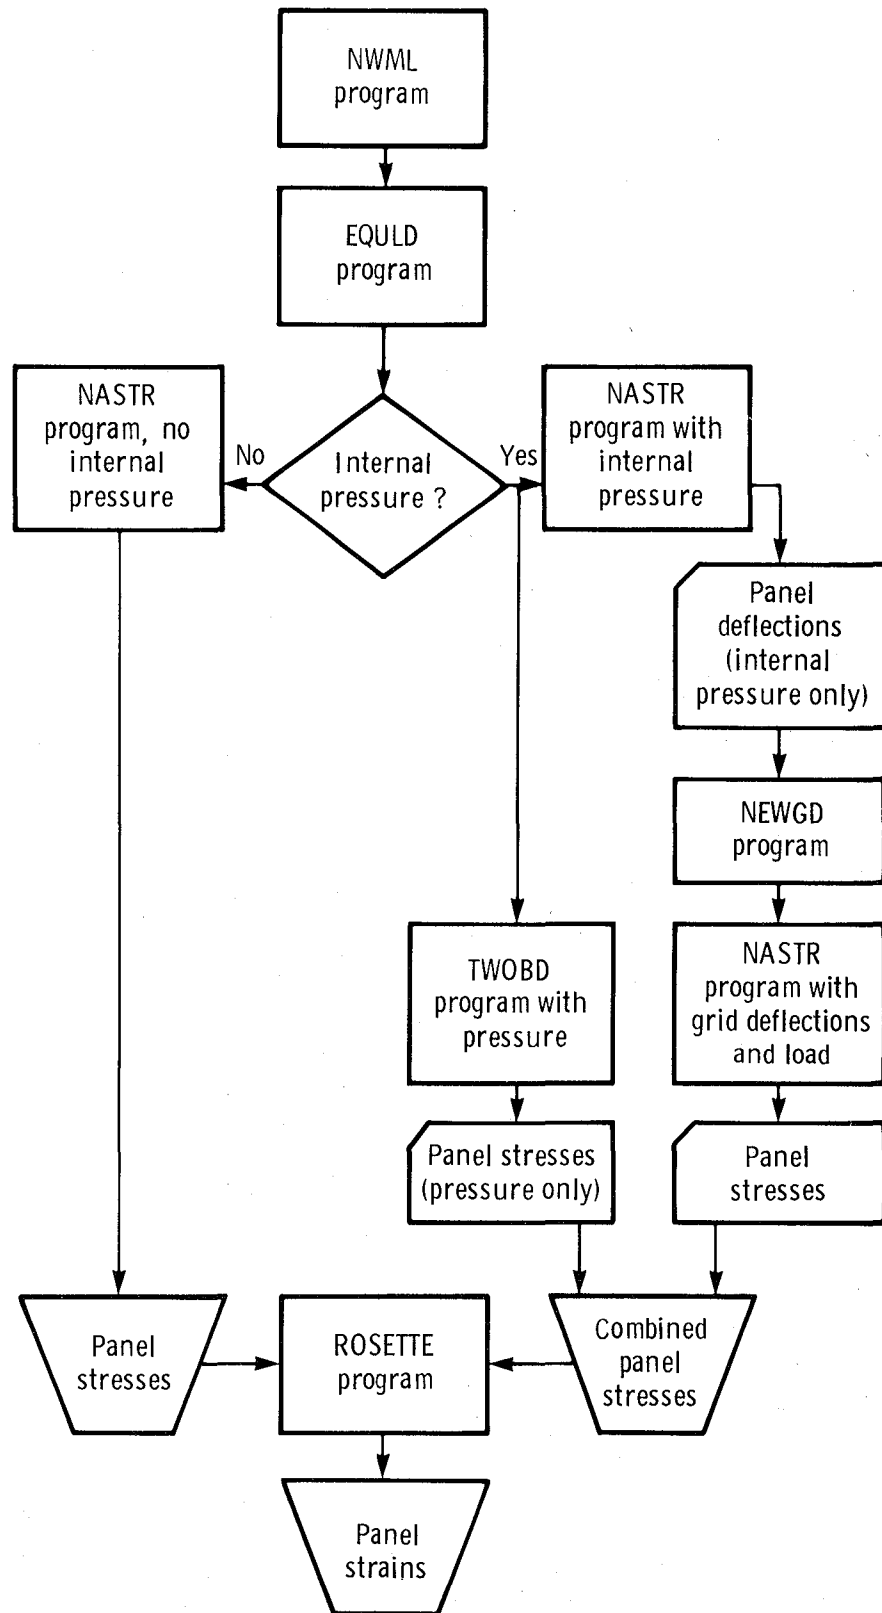 NWML
program
EQULD
program
NASTR
program, no
internal
pressure
No
Internal
pressure ?
Yes
NASTR
program with
internal
pressure
Panel
deflections
(internal
pressure only)
NEWGD
program
TWOBD
program with
pressure
NASTR
program with
grid deflections
and load
Panel stresses
(pressure only)
Panel
stresses
Panel
stresses
ROSETTE
program
Combined
panel
stresses
Panel
strains